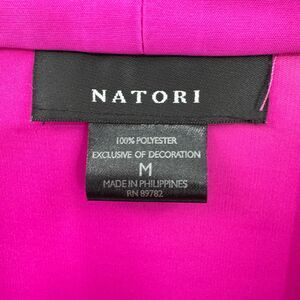 NATORI
100% POLYESTER
EXCLUSIVE OF DECORATION
M
MADE IN PHILIPPINES
RN 89782